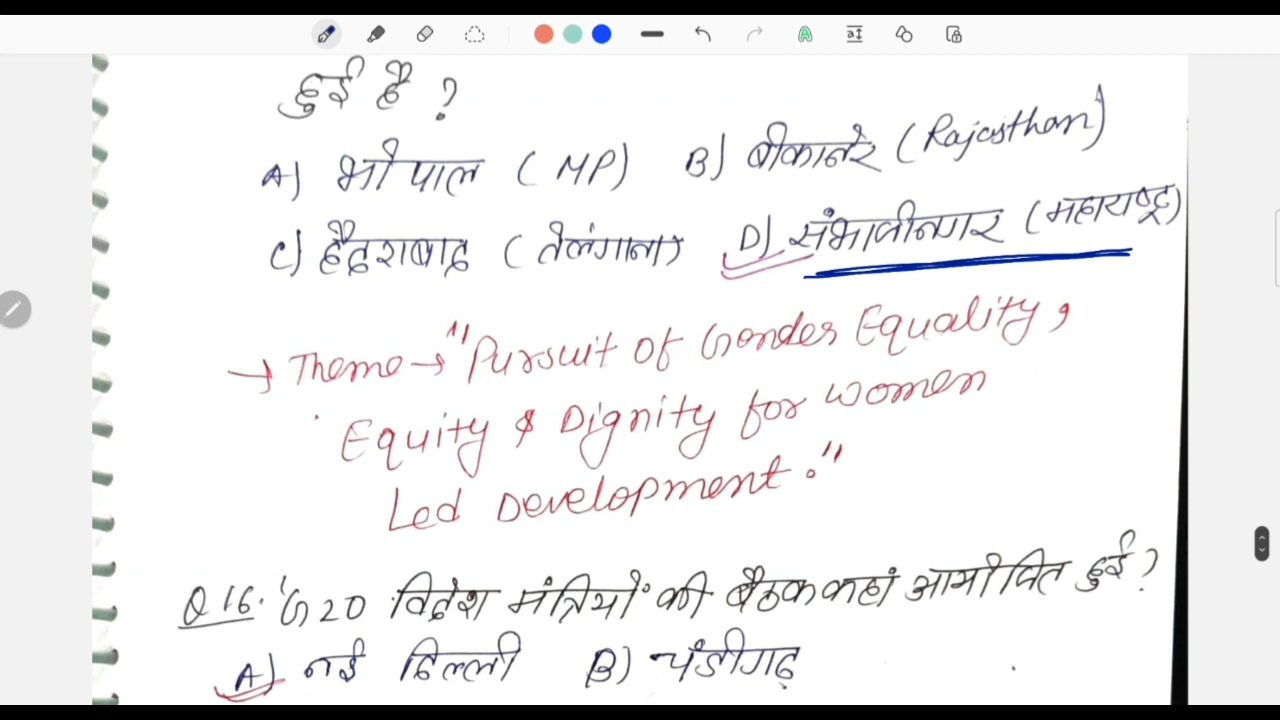 हुई है ?
A) भोपाल ( MP) B) बीकानेर (Rajasthan)
C) हैदराबाद ( तेलंगाना) D) संभाजीनगर (महाराष्ट्र)
→ Theme→ "Pursuit of Gender Equality,
Equity & Dignity for women
Led Development."
Q 16. G20 विदेश मंत्रियों की बैठक कहां आयोजित हुई ?
A) नई दिल्ली B) चंडीगढ़